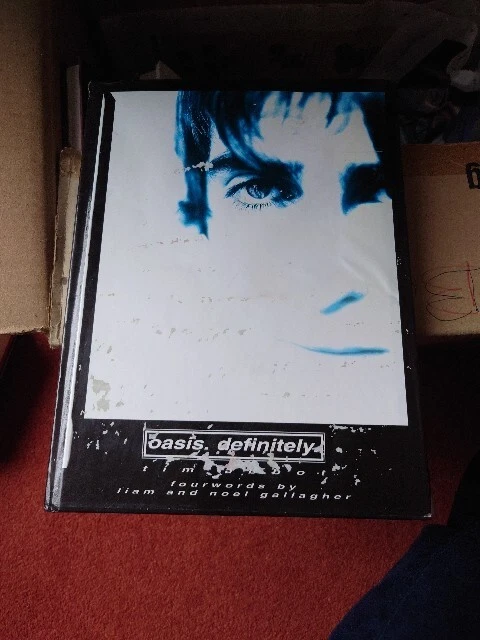 oasis definitely
tim
fourwords by
liam and noel gallagher